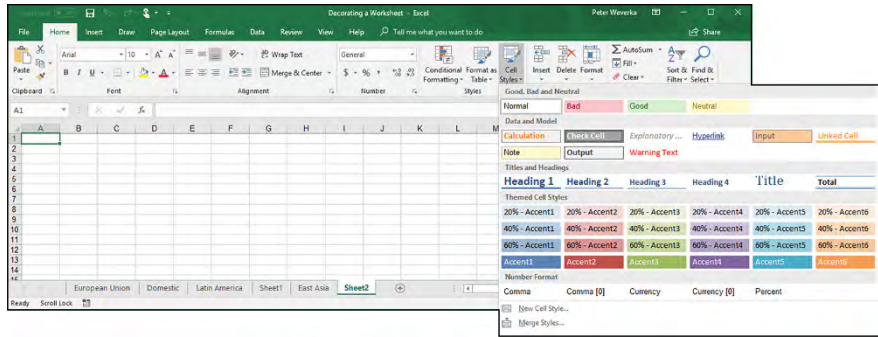 Decorating a Worksheet - Excel
Peter Weverka
File Home Insert Draw Page Layout Formulas Data Review View Help Tell me what you want to do Share
Paste
Arial 10 A A
B I U A
Wrap Text
Merge & Center
General
$ % ,
Conditional Formatting
Format as Table
Cell Styles
Insert Delete Format
AutoSum
Fill
Clear
Sort & Filter
Find & Select
Clipboard Font Alignment Number Styles
A1 fx
A B C D E F G H I J K L M
1
2
3
4
5
6
7
8
9
10
11
12
13
14
Good, Bad and Neutral
Normal Bad Good Neutral
Data and Model
Calculation Check Cell Explanatory ... Hyperlink Input Linked Cell
Note Output Warning Text
Titles and Headings
Heading 1 Heading 2 Heading 3 Heading 4 Title Total
Themed Cell Styles
20% - Accent1 20% - Accent2 20% - Accent3 20% - Accent4 20% - Accent5 20% - Accent6
40% - Accent1 40% - Accent2 40% - Accent3 40% - Accent4 40% - Accent5 40% - Accent6
60% - Accent1 60% - Accent2 60% - Accent3 60% - Accent4 60% - Accent5 60% - Accent6
Accent1 Accent2 Accent3 Accent4 Accent5 Accent6
Number Format
Comma Comma [0] Currency Currency [0] Percent
New Cell Style...
Merge Styles...
European Union Domestic Latin America Sheet1 East Asia Sheet2
Ready Scroll Lock